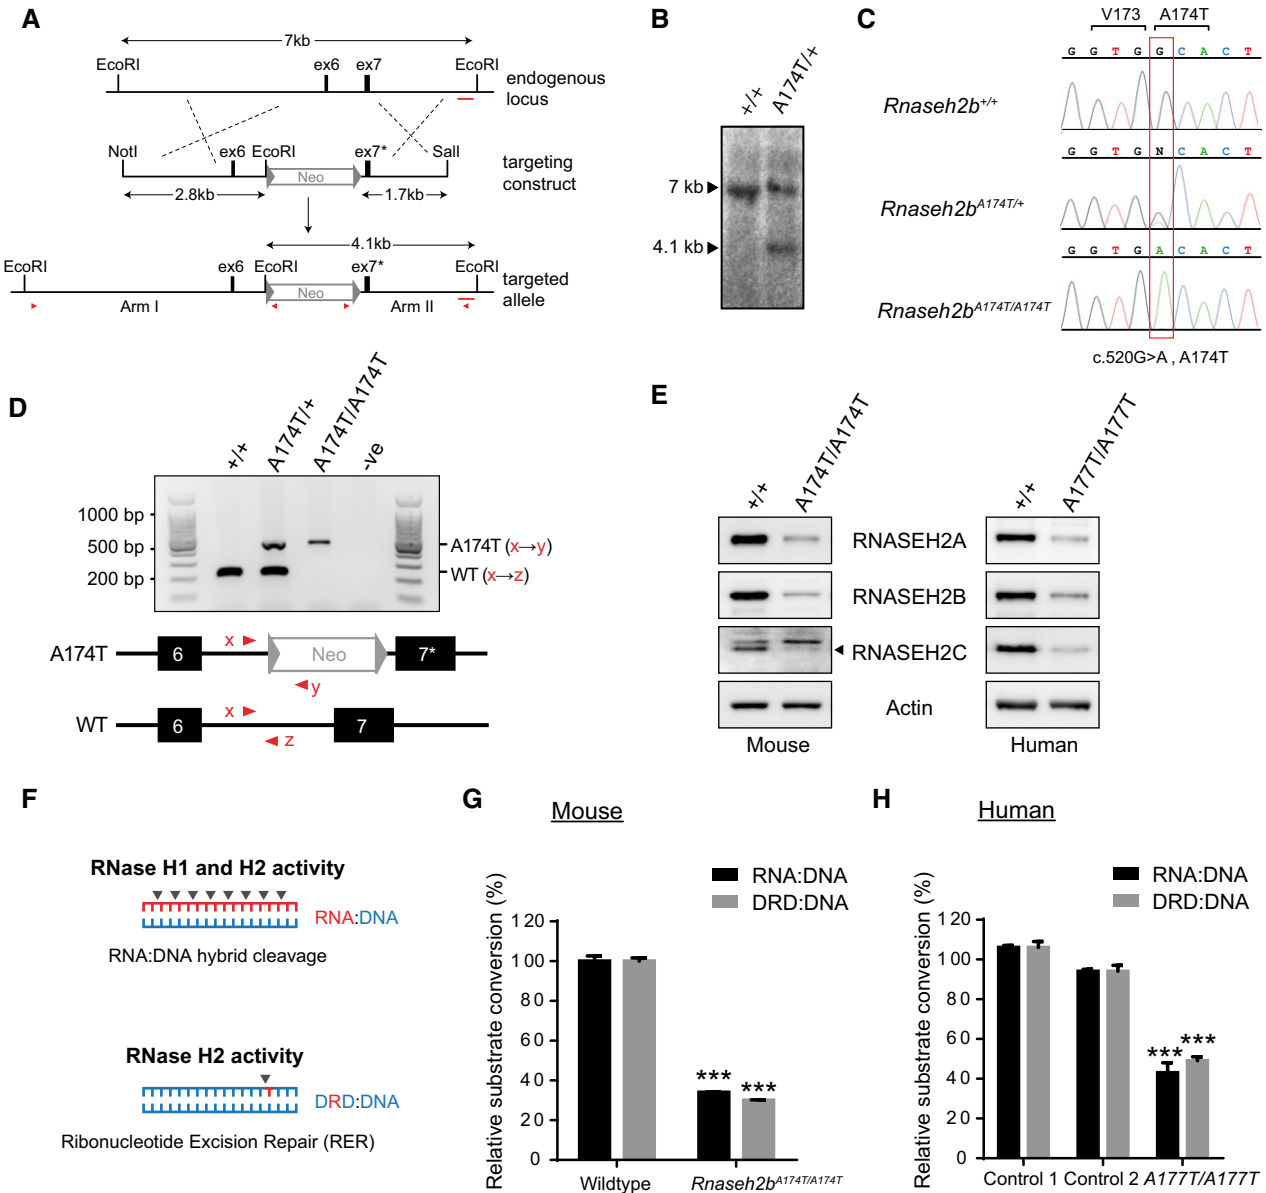 A
7kb
EcoRI
ex6
ex7
EcoRI
endogenous
locus
NotI
ex6
EcoRI
ex7*
SalI
Neo
targeting
construct
2.8kb
1.7kb
4.1kb
EcoRI
ex6
EcoRI
ex7*
EcoRI
Neo
Arm I
Arm II
targeted
allele
B
+/+
A174T/+
7 kb
4.1 kb
C
V173
A174T
G G T G G C A C T
Rnaseh2b+/+
G G T G N C A C T
Rnaseh2bA174T/+
G G T G A C A C T
Rnaseh2bA174T/A174T
c.520G>A , A174T
D
+/+
A174T/+
A174T/A174T
-ve
1000 bp
500 bp
200 bp
A174T (x→y)
WT (x→z)
A174T
6
x
Neo
7*
y
WT
6
x
7
z
E
+/+
A174T/A174T
+/+
A177T/A177T
RNASEH2A
RNASEH2B
RNASEH2C
Actin
Mouse
Human
F
RNase H1 and H2 activity
RNA:DNA
RNA:DNA hybrid cleavage
RNase H2 activity
DRD:DNA
Ribonucleotide Excision Repair (RER)
G
Mouse
RNA:DNA
DRD:DNA
Relative substrate conversion (%)
120
100
80
60
40
20
0
***
***
Wildtype
Rnaseh2bA174T/A174T
H
Human
RNA:DNA
DRD:DNA
Relative substrate conversion (%)
120
100
80
60
40
20
0
***
***
Control 1
Control 2
A177T/A177T